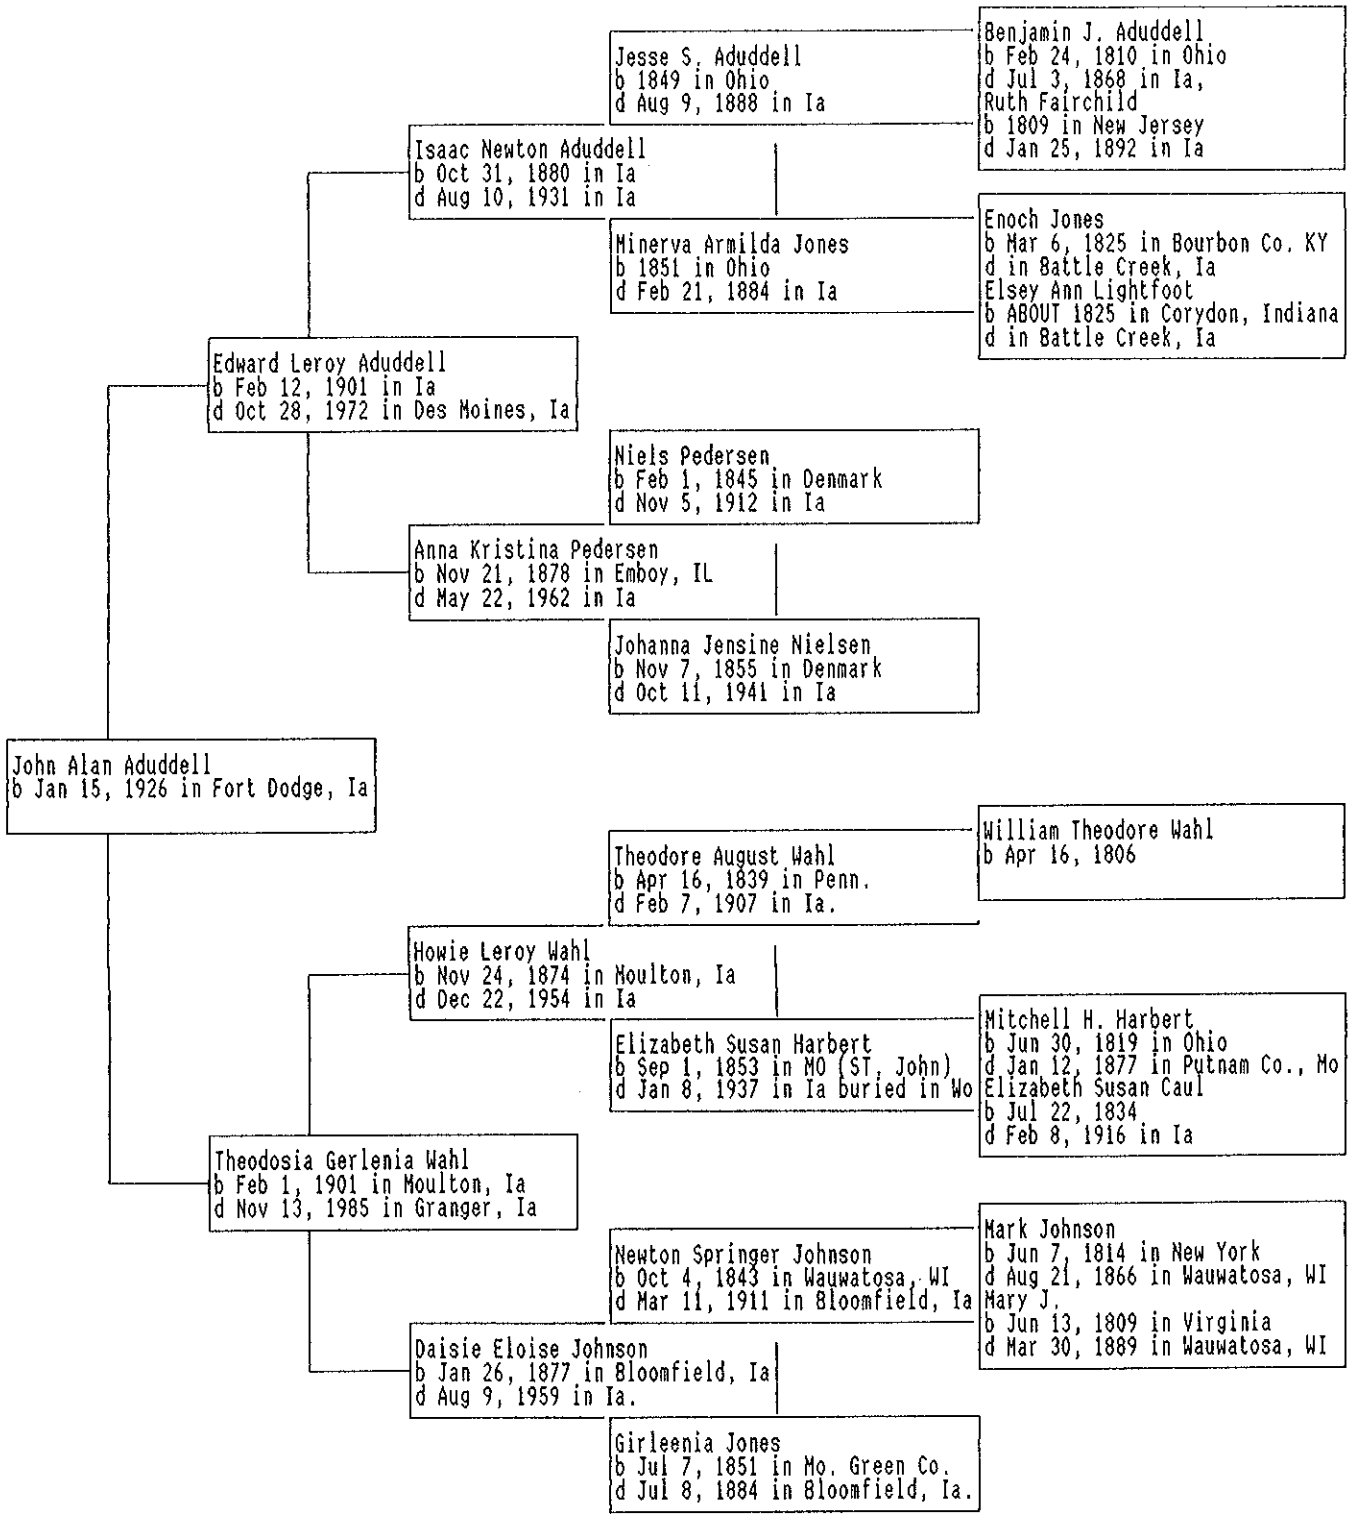 Benjamin J. Aduddell
b Feb 24, 1810 in Ohio
d Jul 3, 1868 in Ia,
Ruth Fairchild
b 1809 in New Jersey
d Jan 25, 1892 in Ia
Jesse S. Aduddell
b 1849 in Ohio
d Aug 9, 1888 in Ia
Isaac Newton Aduddell
b Oct 31, 1880 in Ia
d Aug 10, 1931 in Ia
Enoch Jones
b Mar 6, 1825 in Bourbon Co. KY
d in Battle Creek, Ia
Elsey Ann Lightfoot
b ABOUT 1825 in Corydon, Indiana
d in Battle Creek, Ia
Minerva Armilda Jones
b 1851 in Ohio
d Feb 21, 1884 in Ia
Edward Leroy Aduddell
b Feb 12, 1901 in Ia
d Oct 28, 1972 in Des Moines, Ia
Niels Pedersen
b Feb 1, 1845 in Denmark
d Nov 5, 1912 in Ia
Anna Kristina Pedersen
b Nov 21, 1878 in Emboy, IL
d May 22, 1962 in Ia
Johanna Jensine Nielsen
b Nov 7, 1855 in Denmark
d Oct 11, 1941 in Ia
John Alan Aduddell
b Jan 15, 1926 in Fort Dodge, Ia
William Theodore Wahl
b Apr 16, 1806
Theodore August Wahl
b Apr 16, 1839 in Penn.
d Feb 7, 1907 in Ia.
Howie Leroy Wahl
b Nov 24, 1874 in Moulton, Ia
d Dec 22, 1954 in Ia
Mitchell H. Harbert
b Jun 30, 1819 in Ohio
d Jan 12, 1877 in Putnam Co., Mo
Elizabeth Susan Caul
b Jul 22, 1834
d Feb 8, 1916 in Ia
Elizabeth Susan Harbert
b Sep 1, 1853 in MO (ST. John)
d Jan 8, 1937 in Ia buried in Wo
Theodosia Gerlenia Wahl
b Feb 1, 1901 in Moulton, Ia
d Nov 13, 1985 in Granger, Ia
Mark Johnson
b Jun 7, 1814 in New York
d Aug 21, 1866 in Wauwatosa, WI
Mary J.
b Jun 13, 1809 in Virginia
d Mar 30, 1889 in Wauwatosa, WI
Newton Springer Johnson
b Oct 4, 1843 in Wauwatosa, WI
d Mar 11, 1911 in Bloomfield, Ia
Daisie Eloise Johnson
b Jan 26, 1877 in Bloomfield, Ia
d Aug 9, 1959 in Ia.
Girleenia Jones
b Jul 7, 1851 in Mo. Green Co.
d Jul 8, 1884 in Bloomfield, Ia.